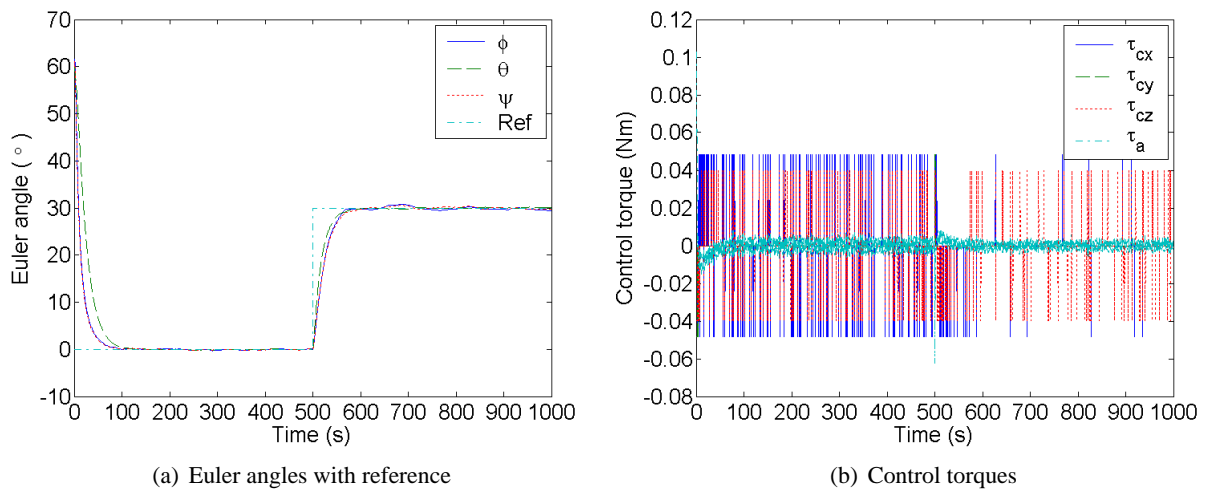 70
60
50
40
30
20
10
0
-10
0 100 200 300 400 500 600 700 800 900 1000
Time (s)
Euler angle (°)
ϕ
θ
ψ
Ref
(a) Euler angles with reference
0.12
0.1
0.08
0.06
0.04
0.02
0
-0.02
-0.04
-0.06
-0.08
0 100 200 300 400 500 600 700 800 900 1000
Time (s)
Control torque (Nm)
τcx
τcy
τcz
τa
(b) Control torques